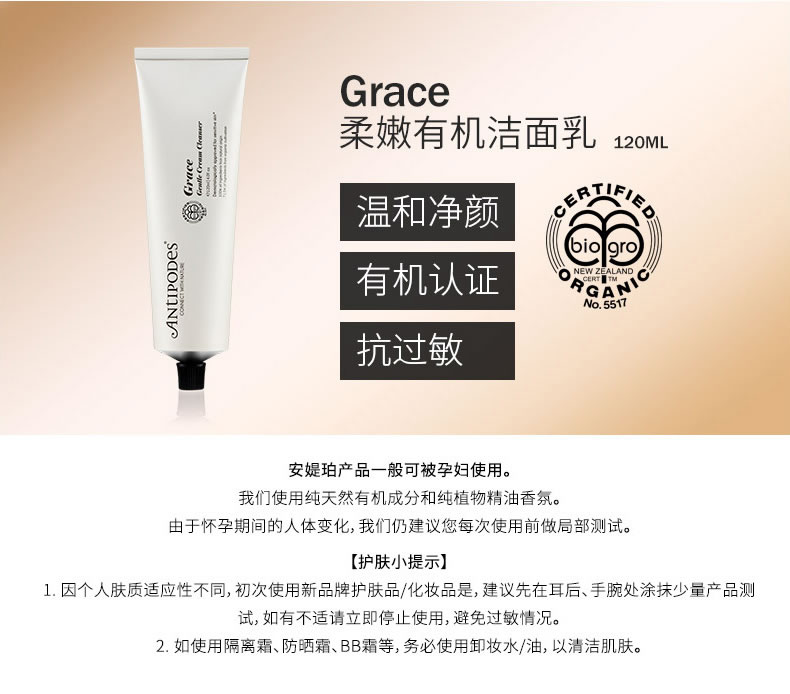 Grace
柔嫩有机洁面乳 120ML
温和净颜
有机认证
抗过敏
CERTIFIED
biogro
NEW ZEALAND
CERT TM
ORGANIC
No. 5517
ANTIPODES
CONNECT WITH NATURE
Grace
Gentle Cream Cleanser
安媞珀产品一般可被孕妇使用。
我们使用纯天然有机成分和纯植物精油香氛。
由于怀孕期间的人体变化,我们仍建议您每次使用前做局部测试。
【护肤小提示】
1. 因个人肤质适应性不同,初次使用新品牌护肤品/化妆品是,建议先在耳后、手腕处涂抹少量产品测
试,如有不适请立即停止使用,避免过敏情况。
2. 如使用隔离霜、防晒霜、BB霜等,务必使用卸妆水/油,以清洁肌肤。